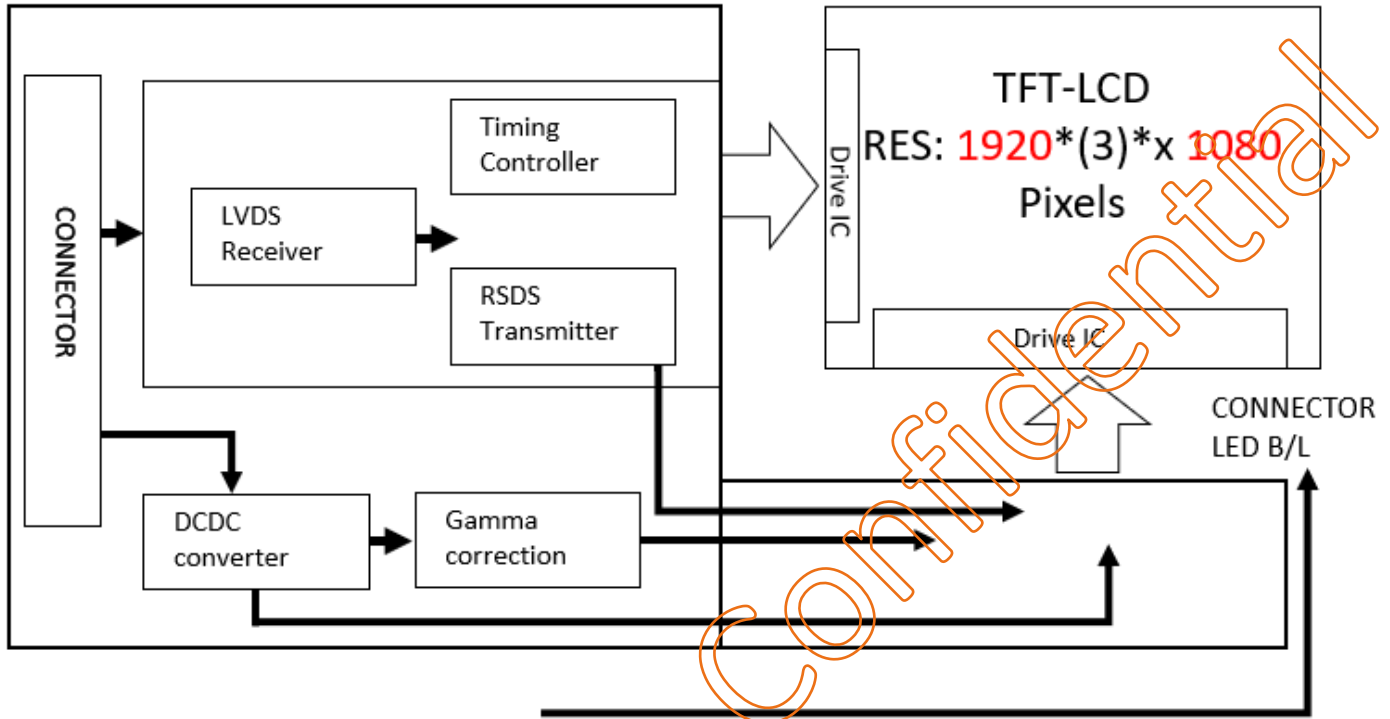 CONNECTOR
LVDS
Receiver
Timing
Controller
RSDS
Transmitter
DCDC
converter
Gamma
correction
Drive IC
TFT-LCD
RES: 1920*(3)*x 1080
Pixels
Drive IC
CONNECTOR
LED B/L
Confidential